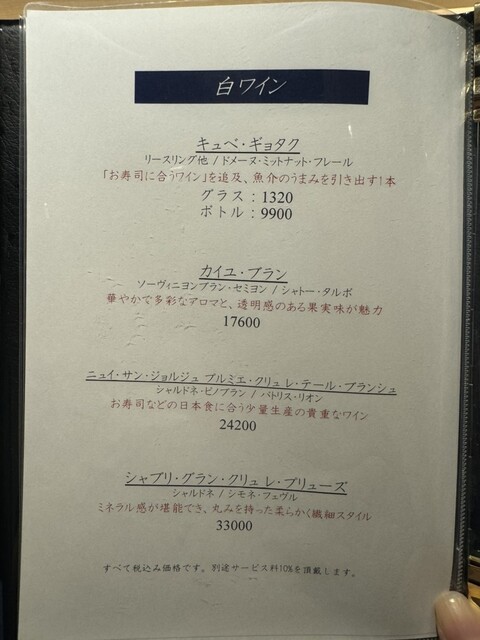 白ワイン
キュベ・ギョタク
リースリング他 / ドメーヌ・ミットナット・フレール
「お寿司に合うワイン」を追及、魚介のうまみを引き出す1本
グラス：1320
ボトル：9900
カイユ・ブラン
ソーヴィニヨンブラン・セミヨン / シャトー・タルボ
華やかで多彩なアロマと、透明感のある果実味が魅力
17600
ニュイ・サン・ジョルジュ プルミエ・クリュ レ・テール・ブランシュ
シャルドネ・ピノブラン / パトリス・リオン
お寿司などの日本食に合う少量生産の貴重なワイン
24200
シャブリ・グラン・クリュ レ・プリューズ
シャルドネ / シモネ・フェヴル
ミネラル感が堪能でき、丸みを持った柔らかく繊細スタイル
33000
すべて税込み価格です。別途サービス料10%を頂戴します。